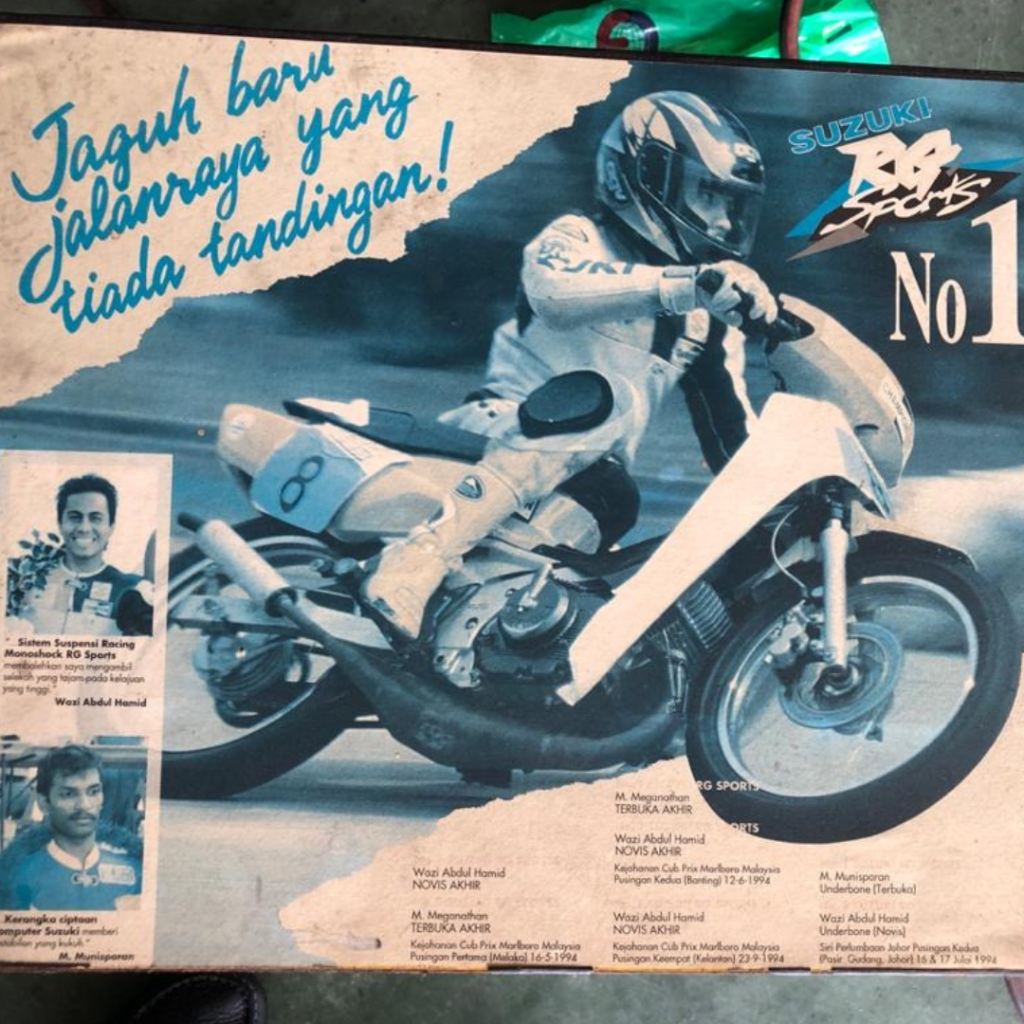 Jaguh baru
jalanraya yang
tiada tandingan!
SUZUKI
RG
Sports
No 1
8
"...Sistem Suspensi Racing
Monoshock RG Sports
membolehkan saya mengambil
selekoh yang tajam pada kelajuan
yang tinggi."
Wazi Abdul Hamid
Kerangka ciptaan
omputer Suzuki memberi
stabilan yang kukuh."
M. Munisparan
Wazi Abdul Hamid
NOVIS AKHIR
M. Meganathan
TERBUKA AKHIR
Kejohanan Cub Prix Marlboro Malaysia
Pusingan Pertama (Melaka) 16-5-1994
RG SPORTS
M. Meganathan
TERBUKA AKHIR
ORTS
Wazi Abdul Hamid
NOVIS AKHIR
Kejohanan Cub Prix Marlboro Malaysia
Pusingan Kedua (Banting) 12-6-1994
Wazi Abdul Hamid
NOVIS AKHIR
Kejohanan Cub Prix Marlboro Malaysia
Pusingan Keempat (Kelantan) 23-9-1994
M. Munisparan
Underbone (Terbuka)
Wazi Abdul Hamid
Underbone (Novis)
Siri Perlumbaan Johor Pusingan Kedua
(Pasir Gudang, Johor) 16 & 17 Julai 1994